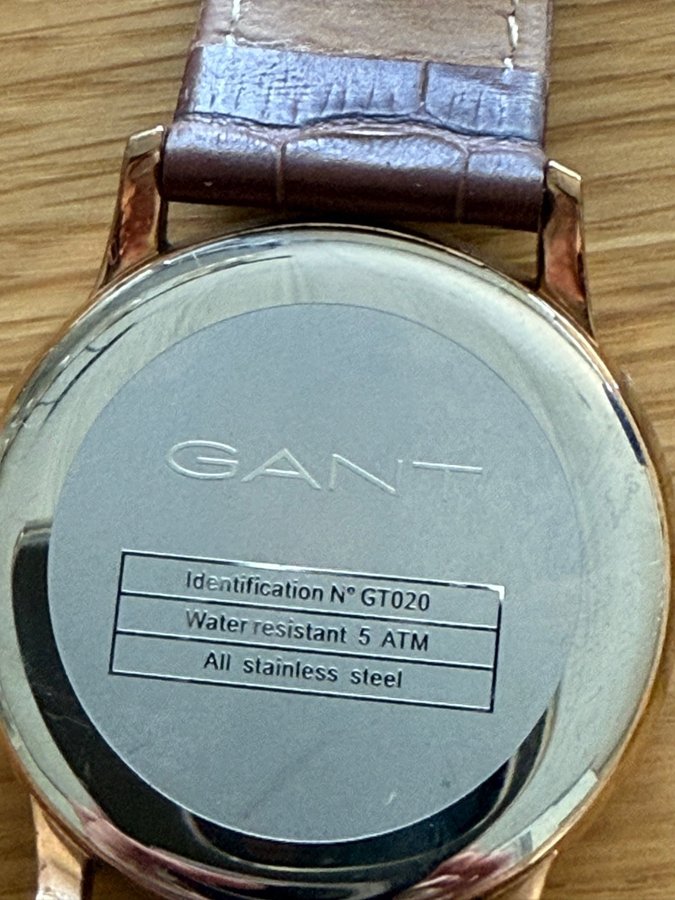 GANT
Identification N° GT020
Water resistant 5 ATM
All stainless steel